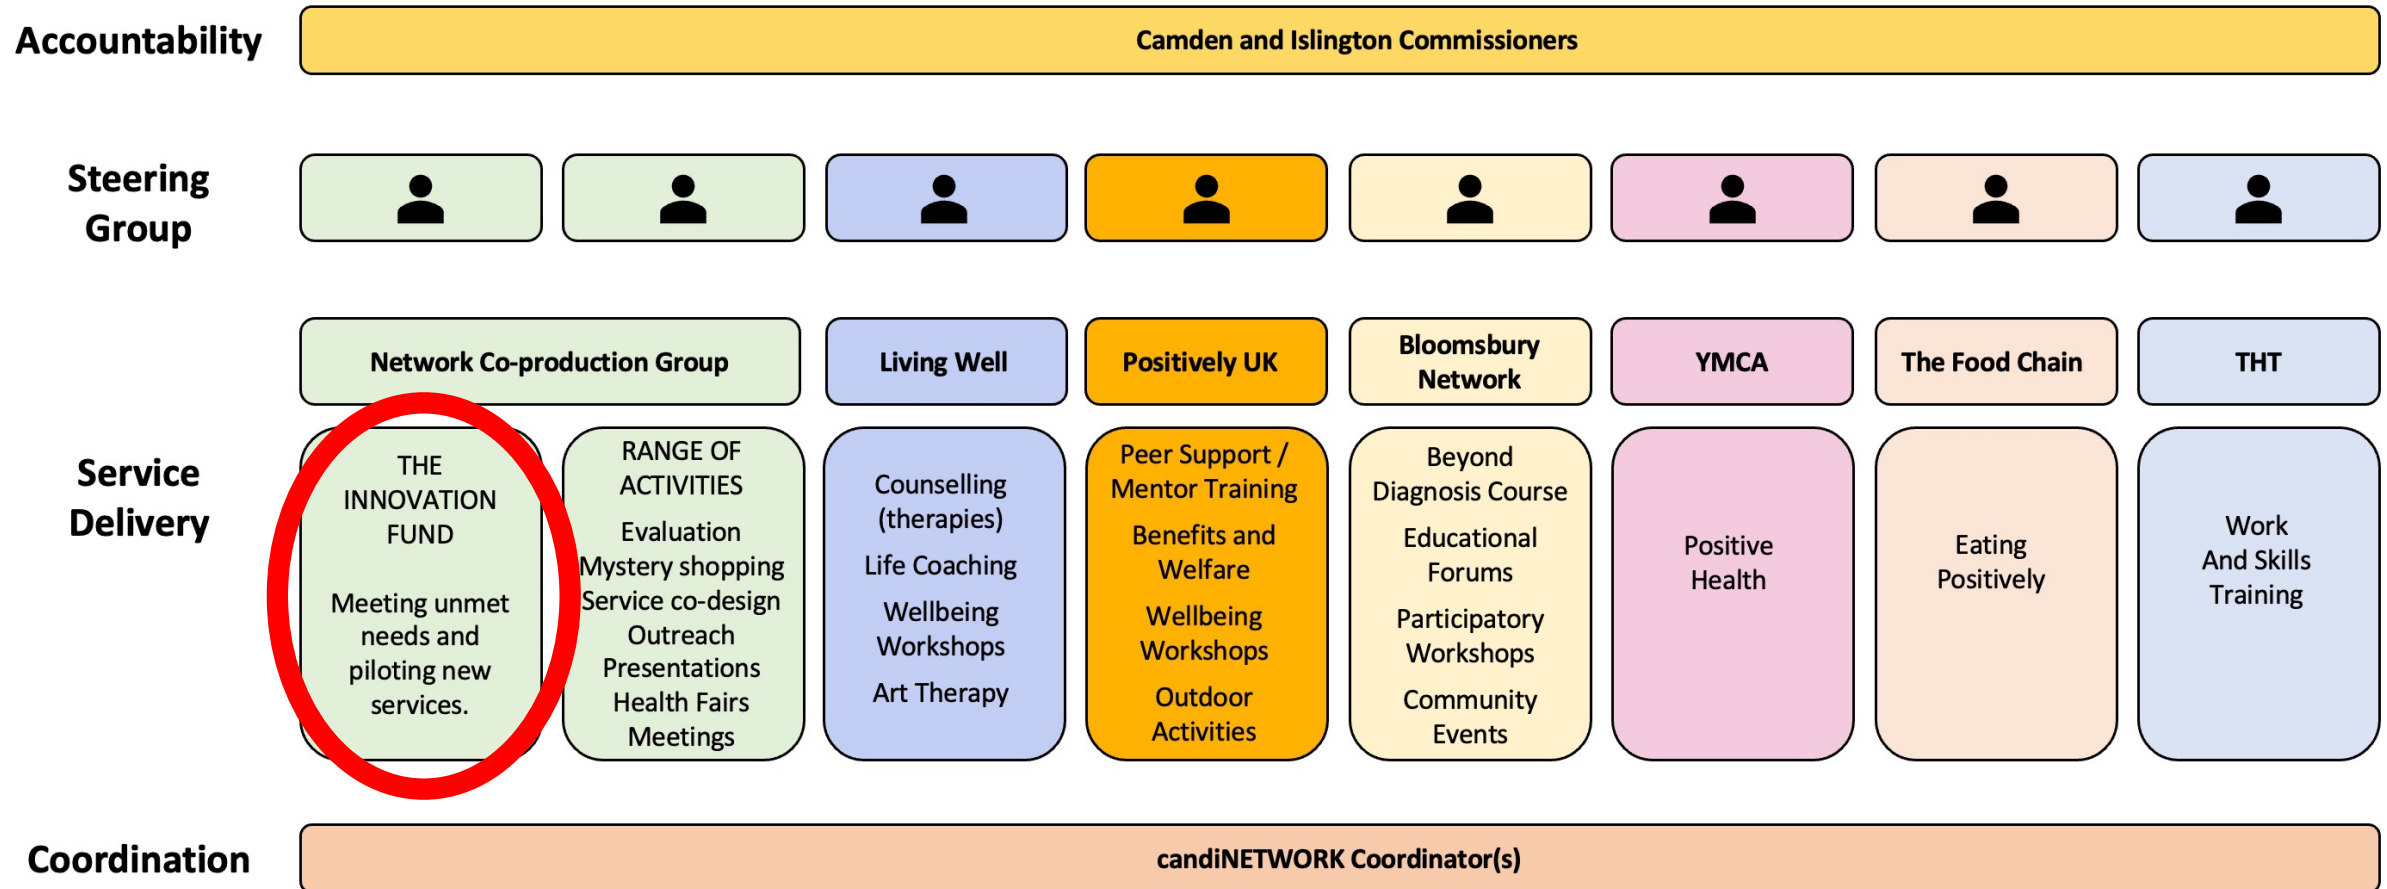 Accountability
Camden and Islington Commissioners
Steering
Group
Network Co-production Group
Living Well
Positively UK
Bloomsbury
Network
YMCA
The Food Chain
THT
Service
Delivery
THE
INNOVATION
FUND
Meeting unmet
needs and
piloting new
services.
RANGE OF
ACTIVITIES
Evaluation
Mystery shopping
Service co-design
Outreach
Presentations
Health Fairs
Meetings
Counselling
(therapies)
Life Coaching
Wellbeing
Workshops
Art Therapy
Peer Support /
Mentor Training
Benefits and
Welfare
Wellbeing
Workshops
Outdoor
Activities
Beyond
Diagnosis Course
Educational
Forums
Participatory
Workshops
Community
Events
Positive
Health
Eating
Positively
Work
And Skills
Training
Coordination
candiNETWORK Coordinator(s)